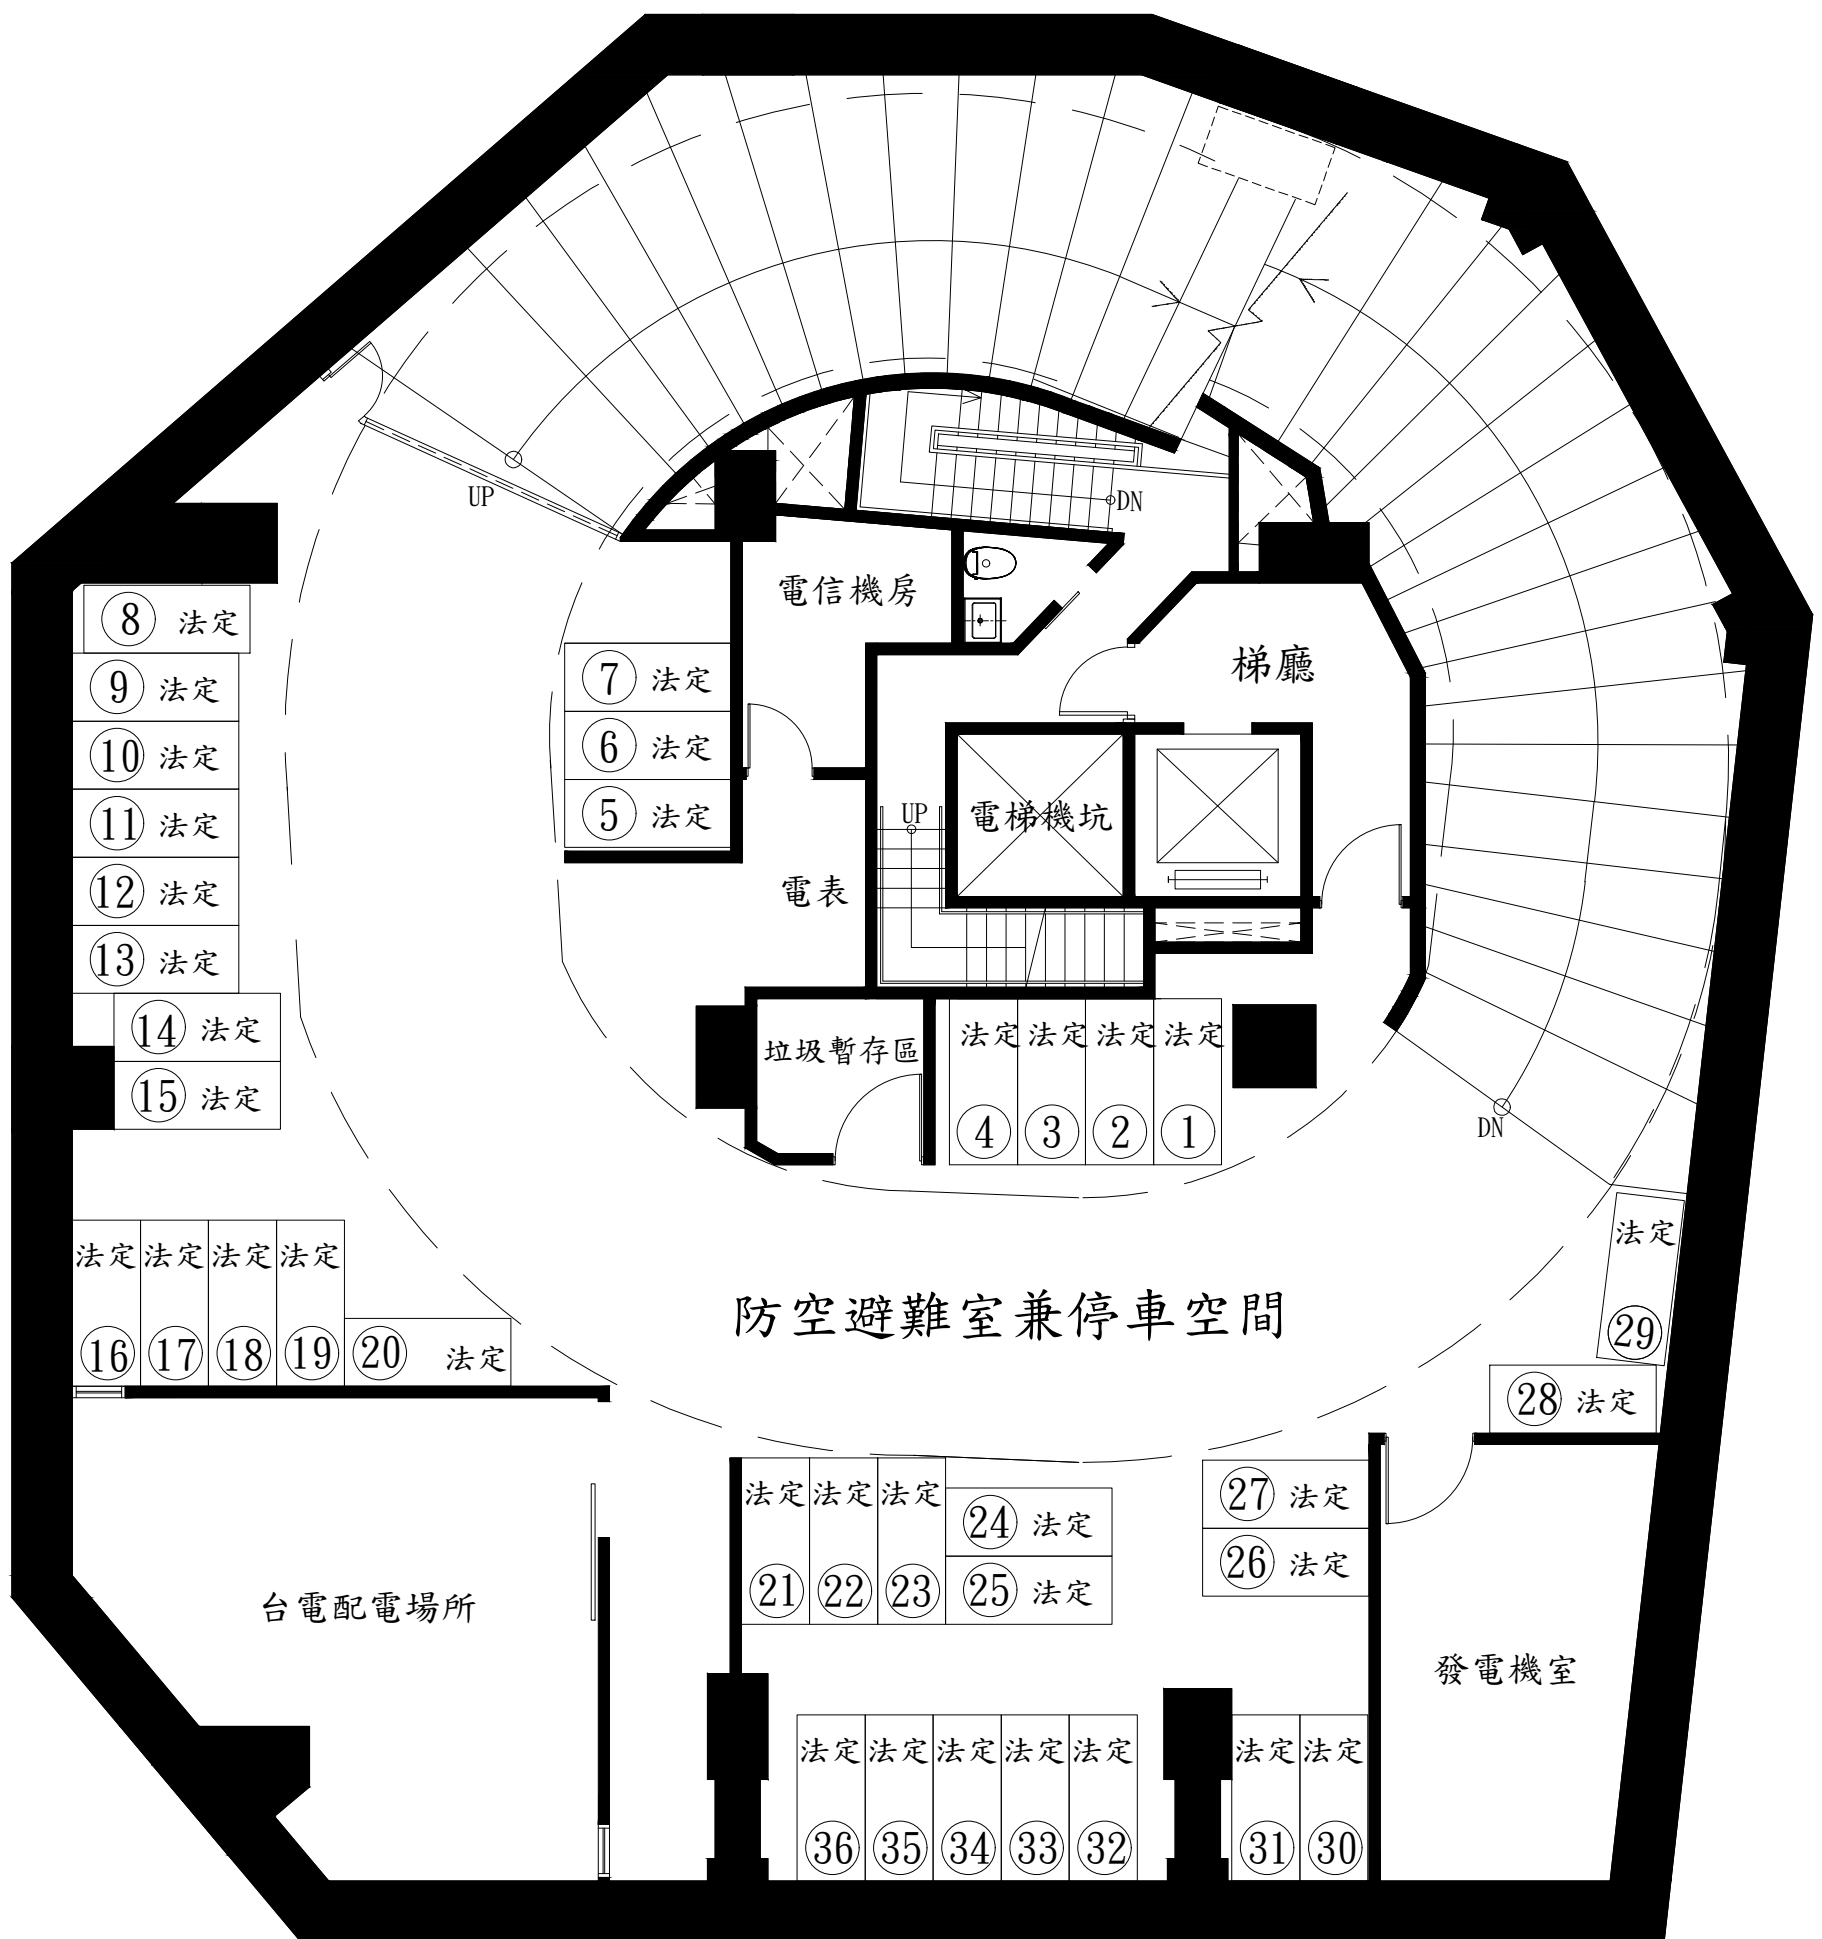 UP
DN
電信機房
⑧ 法定
⑨ 法定
⑩ 法定
⑪ 法定
⑫ 法定
⑬ 法定
⑭ 法定
⑮ 法定
⑦ 法定
⑥ 法定
⑤ 法定
梯廳
UP
電梯機坑
電表
垃圾暫存區
法定 法定 法定 法定
④ ③ ② ①
DN
法定 法定 法定 法定
⑯ ⑰ ⑱ ⑲ ⑳ 法定
防空避難室兼停車空間
法定
㉙
㉘ 法定
法定 法定 法定
㉑ ㉒ ㉓
㉔ 法定
㉕ 法定
㉗ 法定
㉖ 法定
台電配電場所
發電機室
法定 法定 法定 法定 法定 法定 法定
㊱ ㉟ ㉞ ㉝ ㉜ ㉛ ㉚